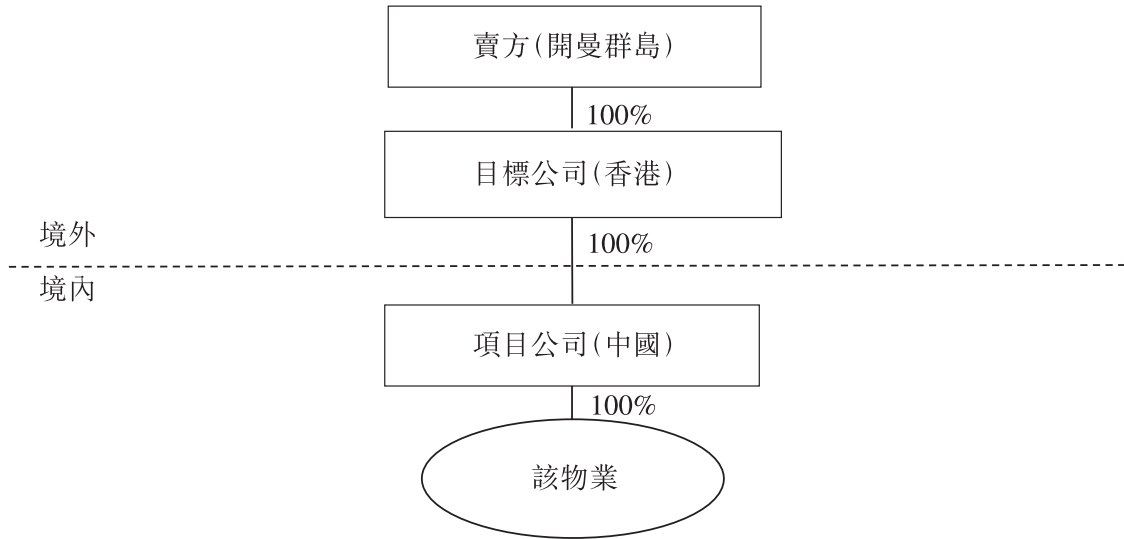 賣方(開曼群島)
100%
目標公司(香港)
境外
100%
境內
項目公司(中國)
100%
該物業